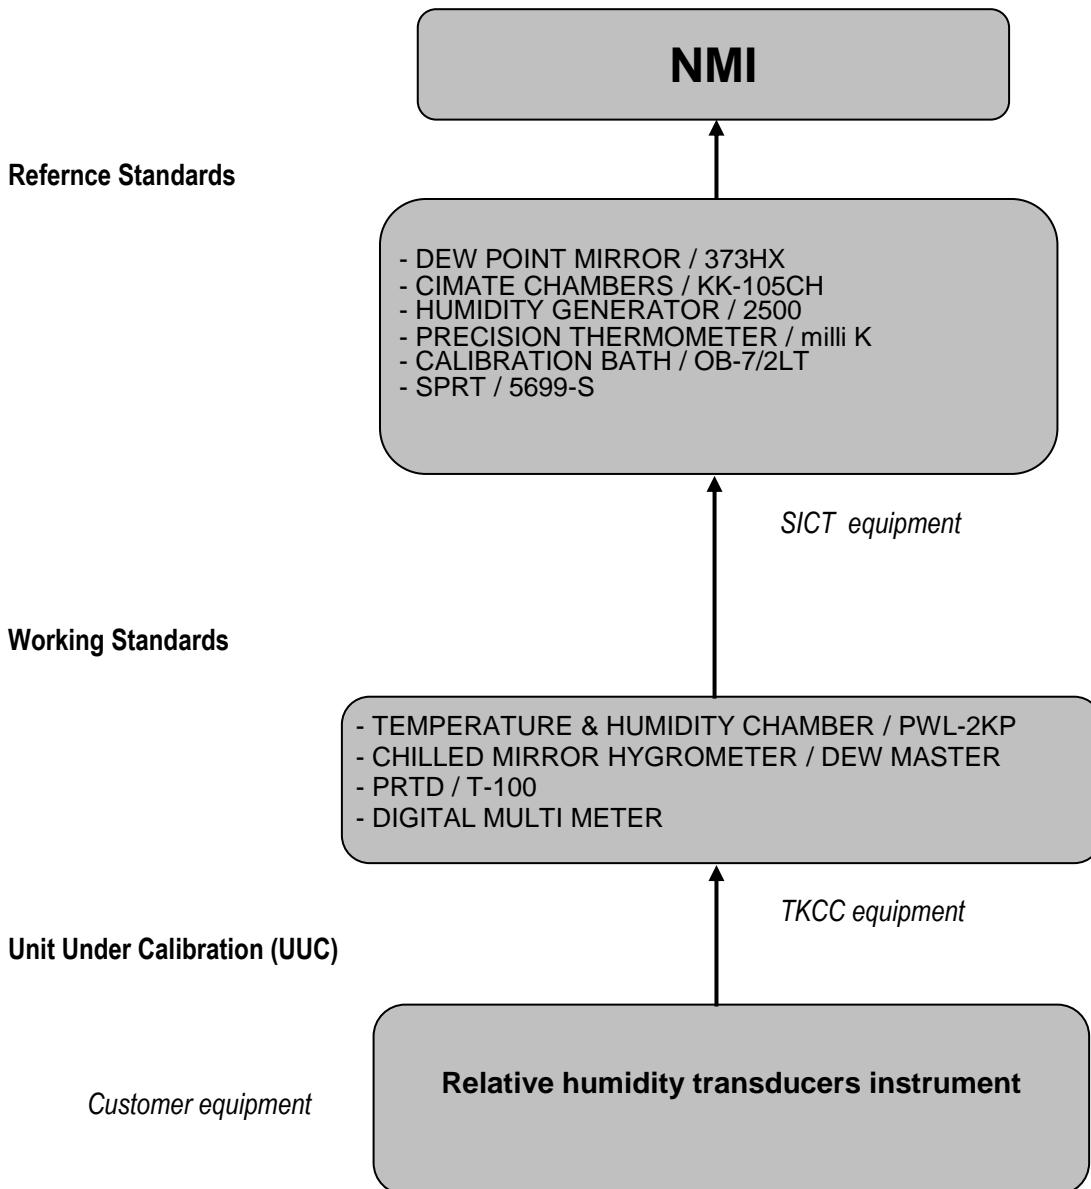 NMI
Refernce Standards
- DEW POINT MIRROR / 373HX
- CIMATE CHAMBERS / KK-105CH
- HUMIDITY GENERATOR / 2500
- PRECISION THERMOMETER / milli K
- CALIBRATION BATH / OB-7/2LT
- SPRT / 5699-S
SICT equipment
Working Standards
- TEMPERATURE & HUMIDITY CHAMBER / PWL-2KP
- CHILLED MIRROR HYGROMETER / DEW MASTER
- PRTD / T-100
- DIGITAL MULTI METER
TKCC equipment
Unit Under Calibration (UUC)
Relative humidity transducers instrument
Customer equipment